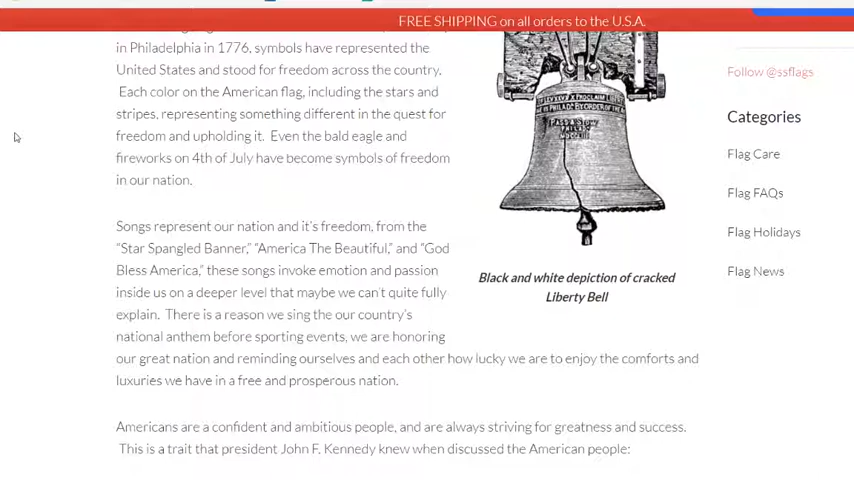 FREE SHIPPING on all orders to the U.S.A.
in Philadelphia in 1776, symbols have represented the
United States and stood for freedom across the country.
Each color on the American flag, including the stars and
stripes, representing something different in the quest for
freedom and upholding it. Even the bald eagle and
fireworks on 4th of July have become symbols of freedom
in our nation.
Songs represent our nation and it's freedom, from the
"Star Spangled Banner," "America The Beautiful," and "God
Bless America," these songs invoke emotion and passion
inside us on a deeper level that maybe we can't quite fully
explain. There is a reason we sing the our country's
national anthem before sporting events, we are honoring
our great nation and reminding ourselves and each other how lucky we are to enjoy the comforts and
luxuries we have in a free and prosperous nation.
Americans are a confident and ambitious people, and are always striving for greatness and success.
This is a trait that president John F. Kennedy knew when discussed the American people:
PASS AND STOW
PHILADA
Black and white depiction of cracked
Liberty Bell
Follow @ssflags
Categories
Flag Care
Flag FAQs
Flag Holidays
Flag News